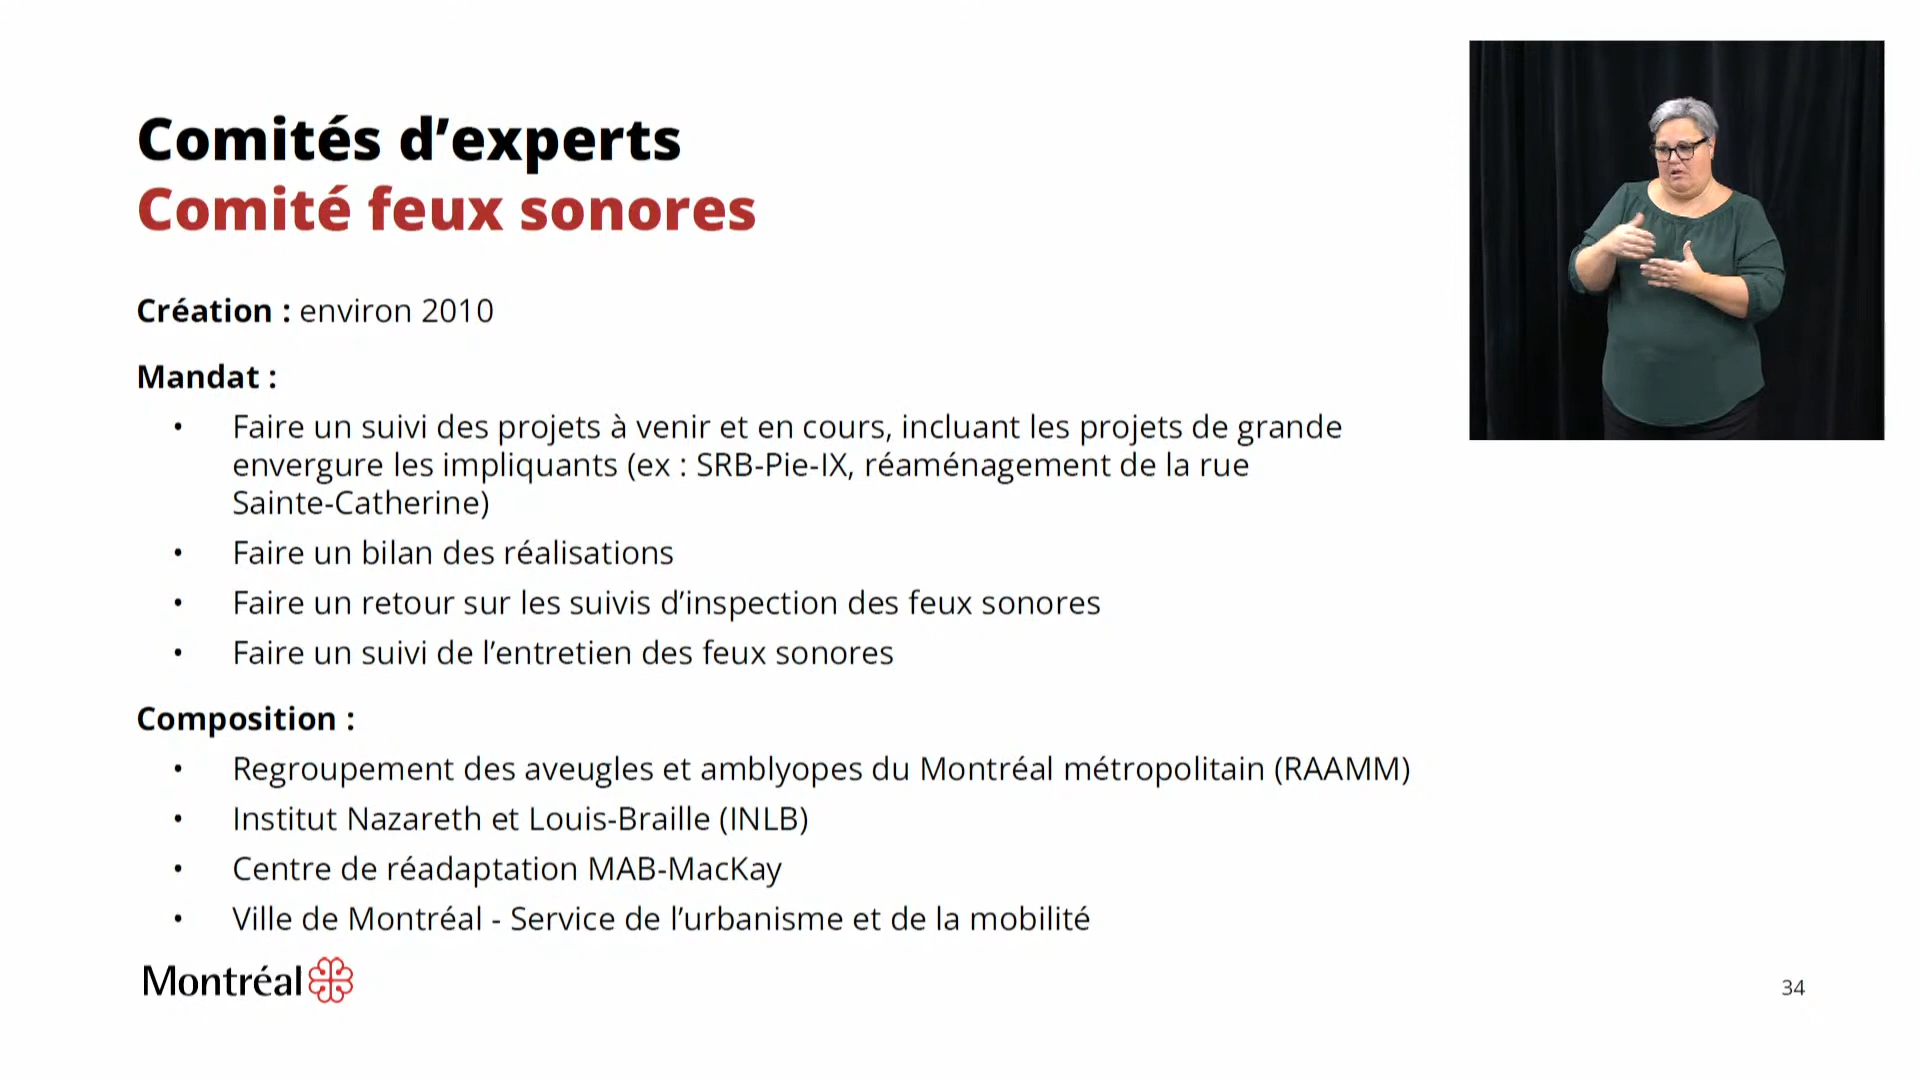 Comités d’experts
Comité feux sonores
Création : environ 2010
Mandat :
• Faire un suivi des projets à venir et en cours, incluant les projets de grande
envergure les impliquants (ex : SRB-Pie-IX, réaménagement de la rue
Sainte-Catherine)
• Faire un bilan des réalisations
• Faire un retour sur les suivis d’inspection des feux sonores
• Faire un suivi de l’entretien des feux sonores
Composition :
• Regroupement des aveugles et amblyopes du Montréal métropolitain (RAAMM)
• Institut Nazareth et Louis-Braille (INLB)
• Centre de réadaptation MAB-MacKay
• Ville de Montréal - Service de l’urbanisme et de la mobilité
Montréal
34